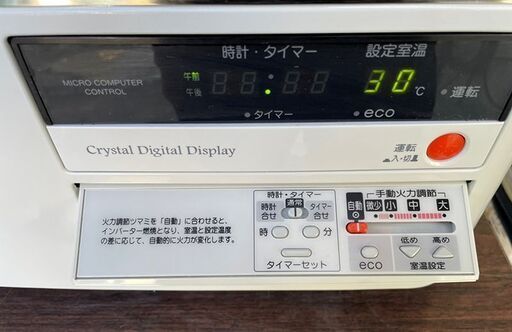 時計・タイマー 設定室温
MICRO COMPUTER
CONTROL
午前
午後
30℃
●タイマー ●eco ●運転
Crystal Digital Display
運転
入・切
時計・タイマー
時計合せ 通常 タイマー合せ
時 分
タイマーセット
火力調節ツマミを「自動」に合わせると、
インバーター燃焼となり、室温と設定温度
の差に応じて、自動的に火力が変化します。
手動火力調節
自動 微少 小 中 大
eco
低め 高め
室温設定